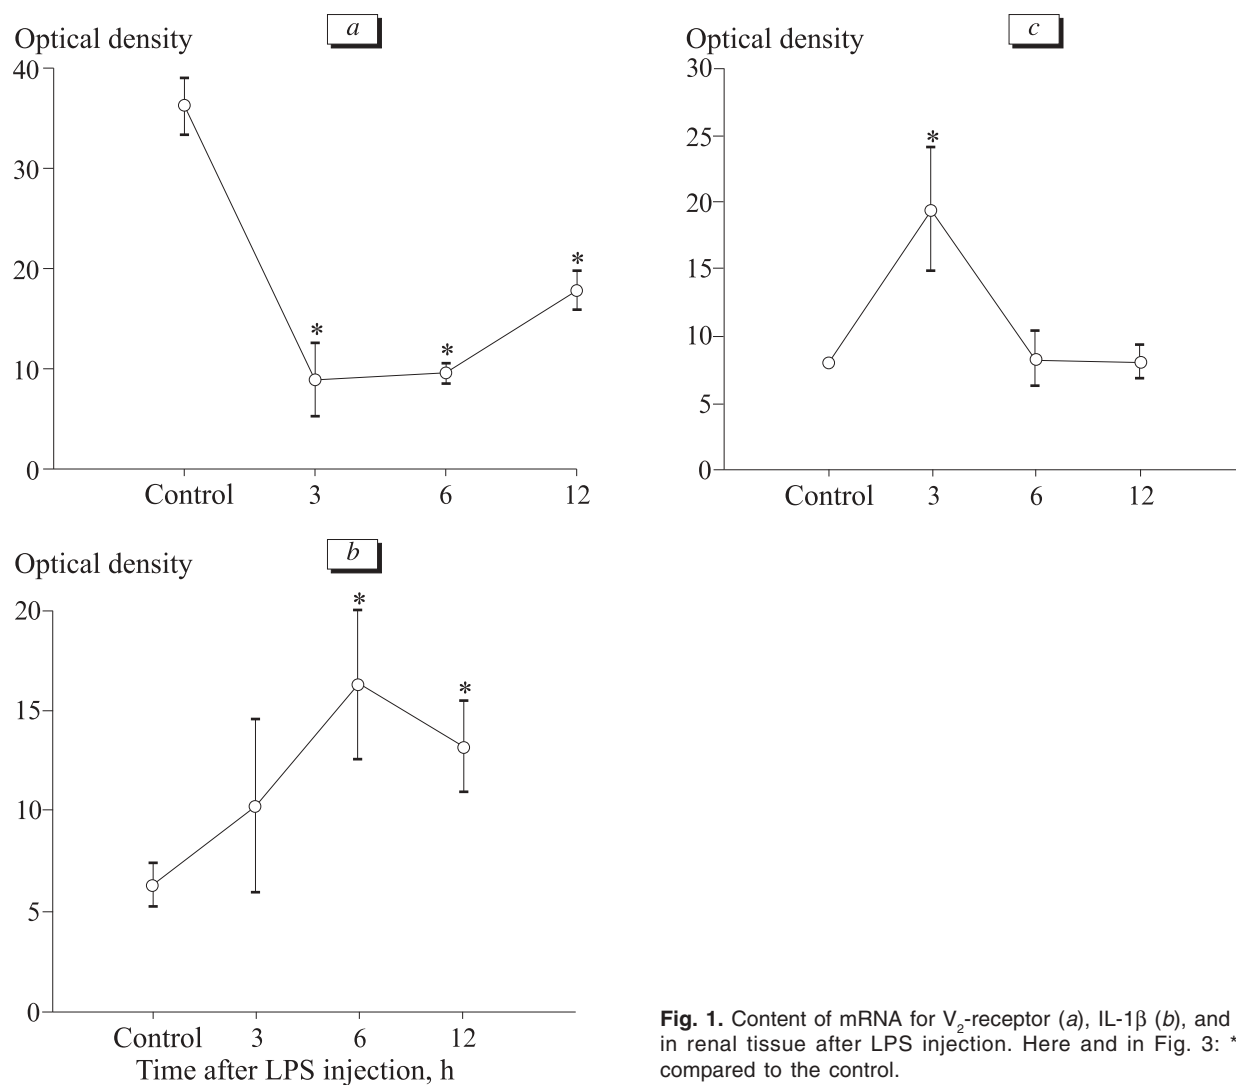 a
Optical density
40
30
20
10
0
*
*
*
Control 3 6 12
c
Optical density
30
25
20
15
10
5
0
*
Control 3 6 12
b
Optical density
20
15
10
5
0
*
*
Control 3 6 12
Time after LPS injection, h
Fig. 1. Content of mRNA for V₂-receptor (a), IL-1β (b), and
in renal tissue after LPS injection. Here and in Fig. 3: *
compared to the control.